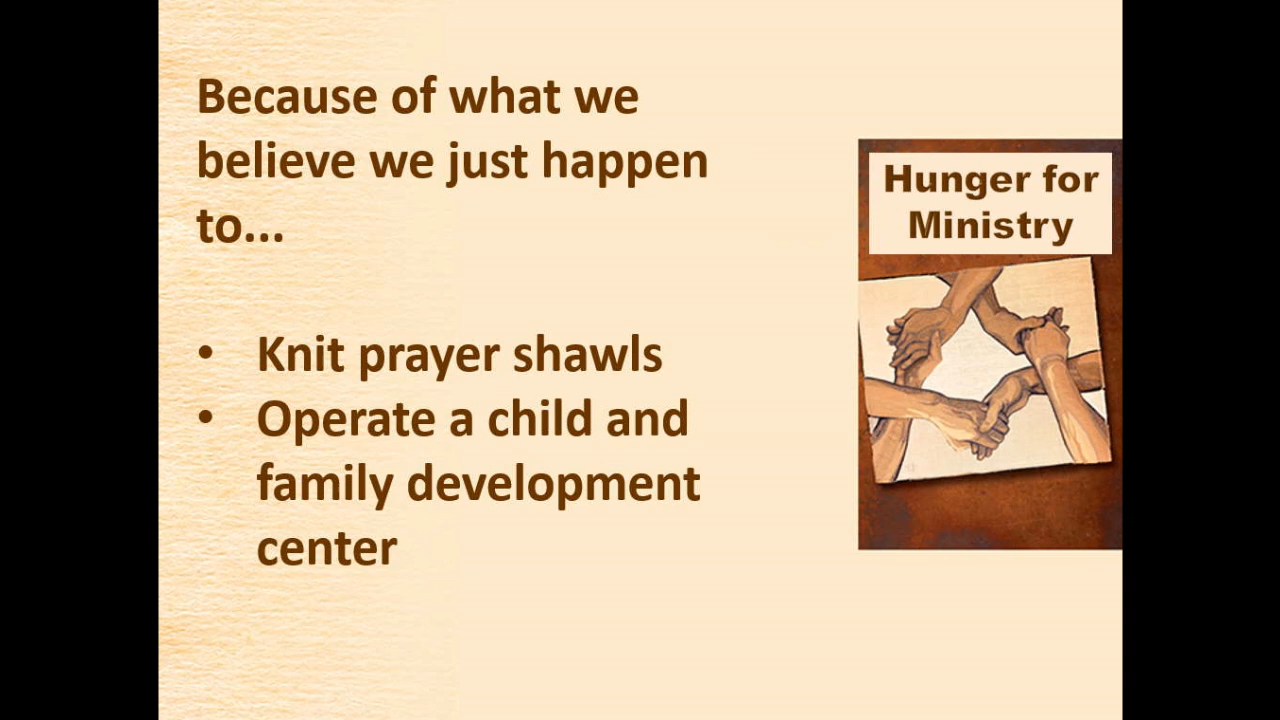 Because of what we
believe we just happen
to...
• Knit prayer shawls
• Operate a child and
family development
center
Hunger for
Ministry